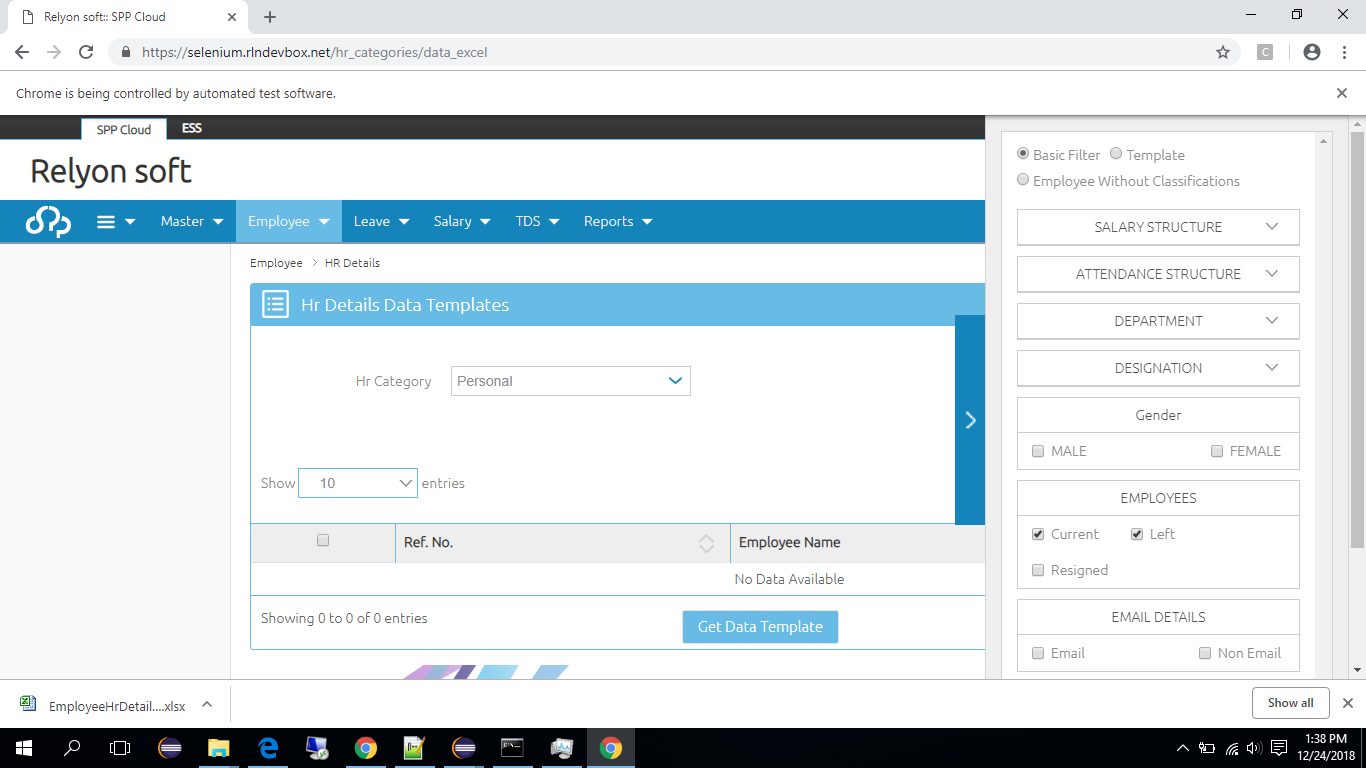 Relyon soft:: SPP Cloud
https://selenium.rlndevbox.net/hr_categories/data_excel
C
Chrome is being controlled by automated test software.
SPP Cloud ESS
Relyon soft
Master Employee Leave Salary TDS Reports
Employee > HR Details
Hr Details Data Templates
Hr Category Personal
Show 10 entries
Ref. No. Employee Name
No Data Available
Showing 0 to 0 of 0 entries
Get Data Template
Basic Filter Template
Employee Without Classifications
SALARY STRUCTURE
ATTENDANCE STRUCTURE
DEPARTMENT
DESIGNATION
Gender
MALE FEMALE
EMPLOYEES
Current Left
Resigned
EMAIL DETAILS
Email Non Email
EmployeeHrDetail....xlsx
Show all
1:38 PM
12/24/2018